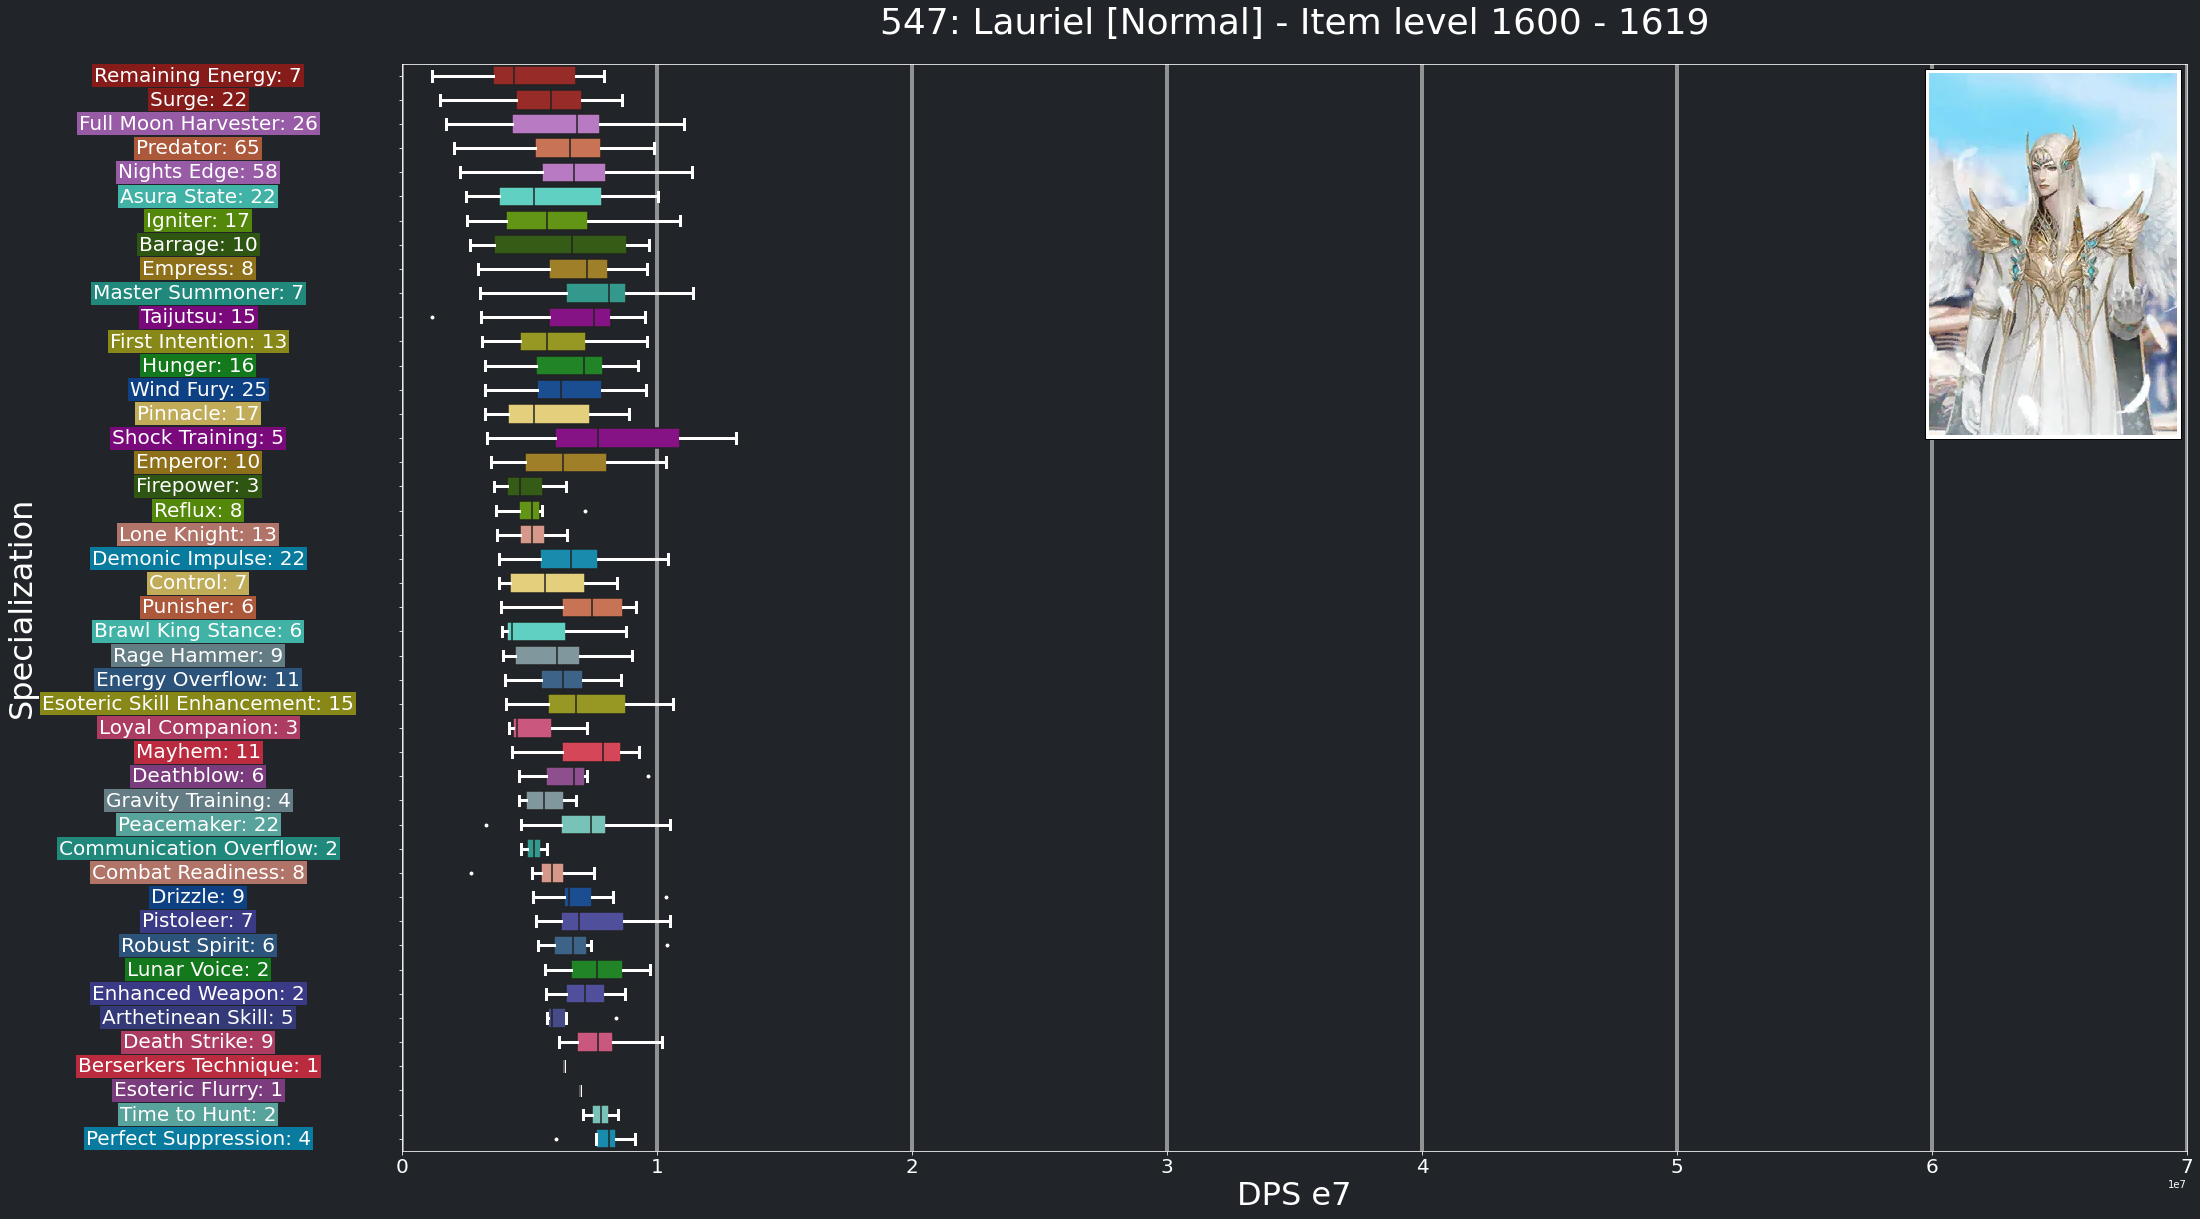 547: Lauriel [Normal] - Item level 1600 - 1619
Specialization
Remaining Energy: 7
Surge: 22
Full Moon Harvester: 26
Predator: 65
Nights Edge: 58
Asura State: 22
Igniter: 17
Barrage: 10
Empress: 8
Master Summoner: 7
Taijutsu: 15
First Intention: 13
Hunger: 16
Wind Fury: 25
Pinnacle: 17
Shock Training: 5
Emperor: 10
Firepower: 3
Reflux: 8
Lone Knight: 13
Demonic Impulse: 22
Control: 7
Punisher: 6
Brawl King Stance: 6
Rage Hammer: 9
Energy Overflow: 11
Esoteric Skill Enhancement: 15
Loyal Companion: 3
Mayhem: 11
Deathblow: 6
Gravity Training: 4
Peacemaker: 22
Communication Overflow: 2
Combat Readiness: 8
Drizzle: 9
Pistoleer: 7
Robust Spirit: 6
Lunar Voice: 2
Enhanced Weapon: 2
Arthetinean Skill: 5
Death Strike: 9
Berserkers Technique: 1
Esoteric Flurry: 1
Time to Hunt: 2
Perfect Suppression: 4
0 1 2 3 4 5 6 7
1e7
DPS e7